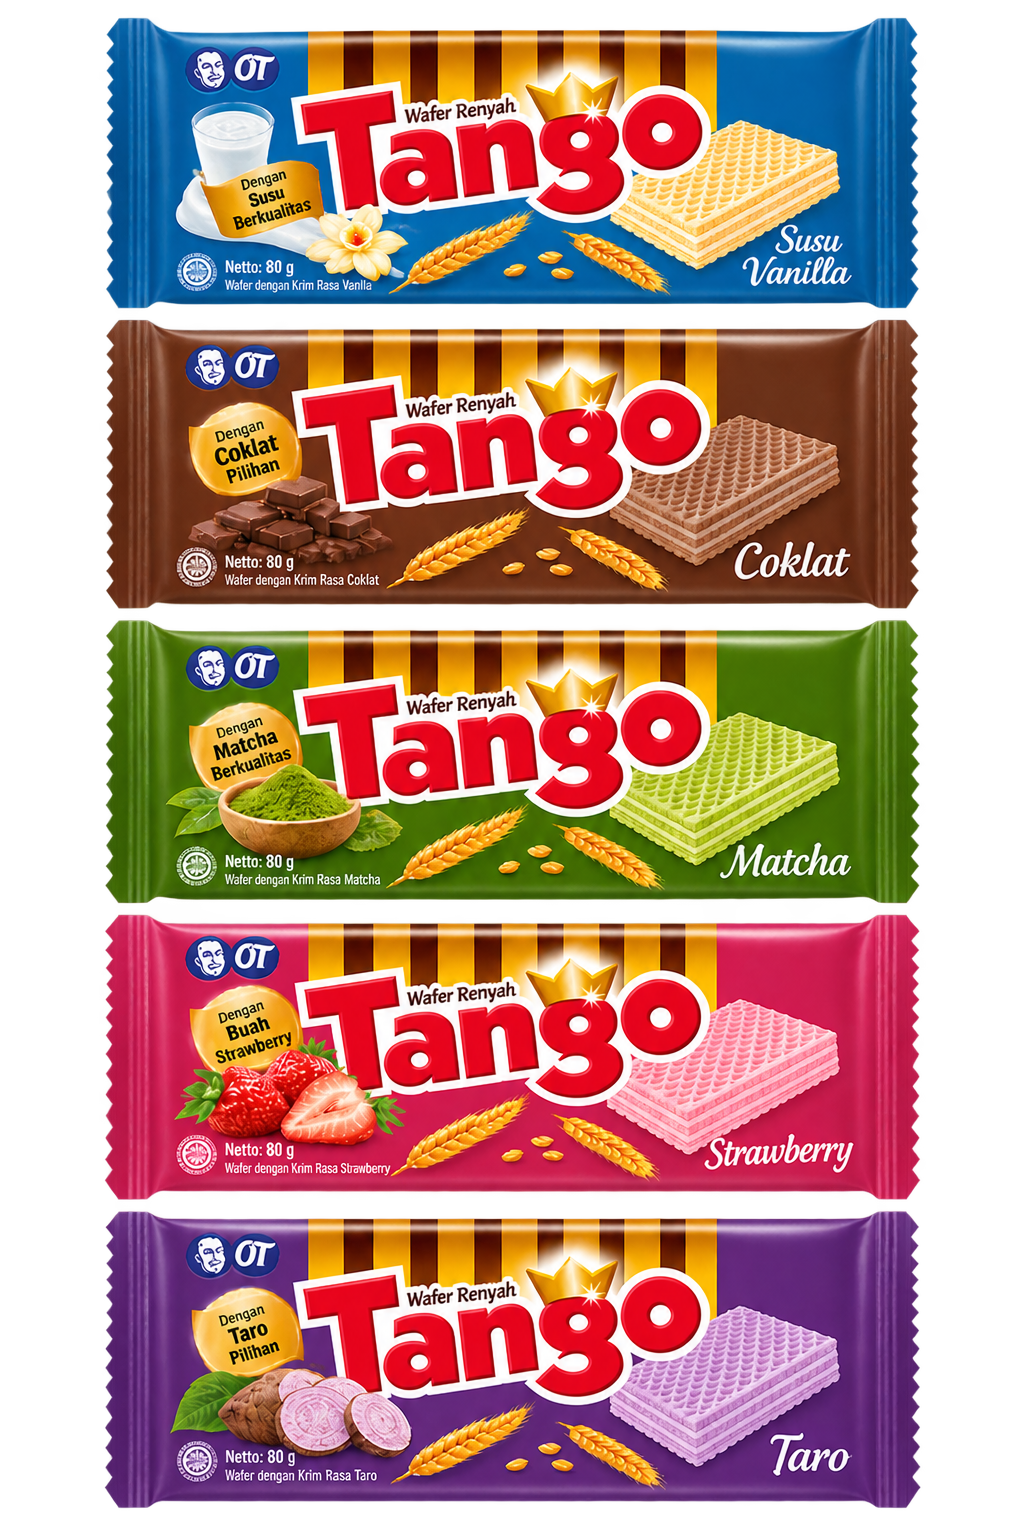 OT
Wafer Renyah
Tango
Dengan
Susu
Berkualitas
Susu
Vanilla
Netto: 80 g
Wafer dengan Krim Rasa Vanlla
OT
Wafer Renyah
Tango
Dengan
Coklat
Pilihan
Coklat
Netto: 80 g
Wafer dengan Krim Rasa Coklat
OT
Wafer Renyah
Tango
Dengan
Matcha
Berkualitas
Matcha
Netto: 80 g
Wafer dengan Krim Rasa Matcha
OT
Wafer Renyah
Tango
Dengan
Buah
Strawberry
Strawberry
Netto: 80 g
Wafer dengan Krim Rasa Strawberry
OT
Wafer Renyah
Tango
Dengan
Taro
Pilihan
Taro
Netto: 80 g
Wafer dengan Krim Rasa Taro